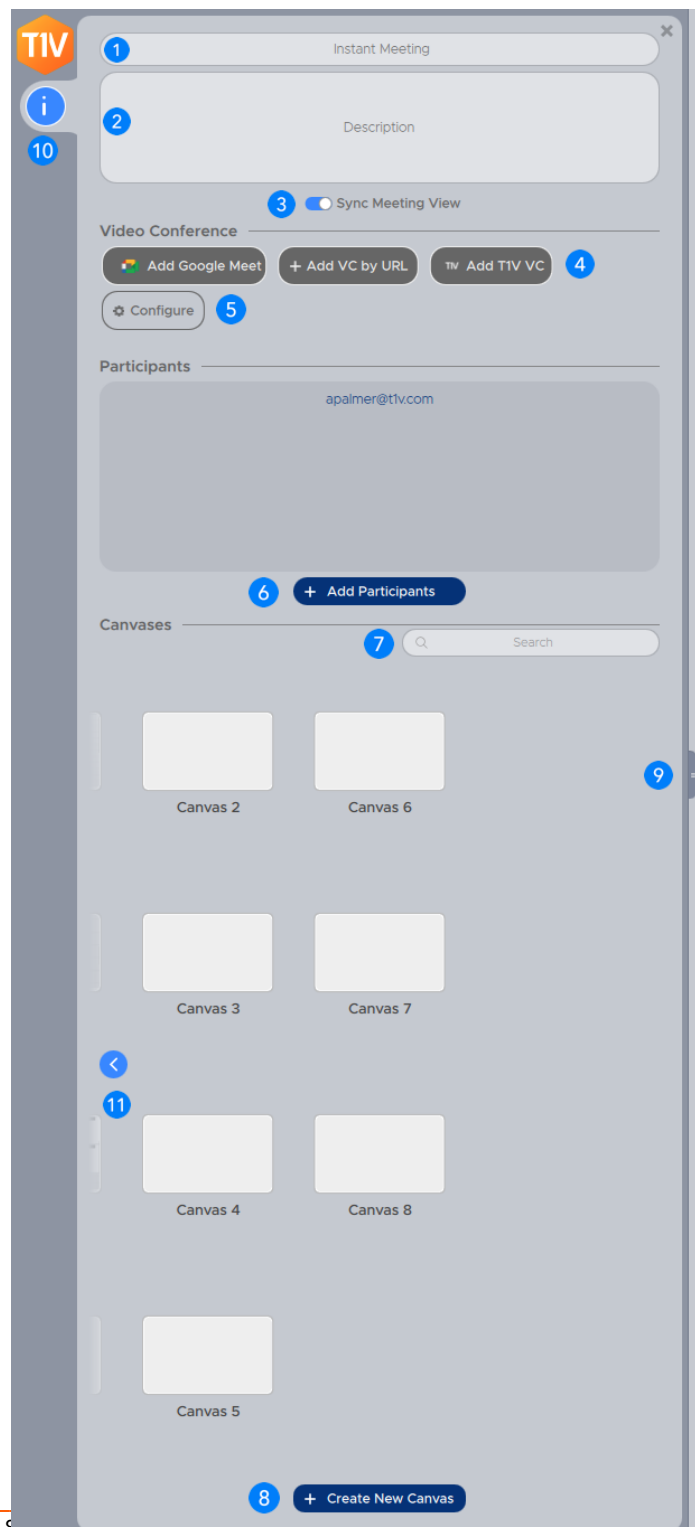 T1V
1 Instant Meeting
i
2 Description
10
3 Sync Meeting View
Video Conference
Add Google Meet + Add VC by URL T1V Add T1V VC 4
Configure 5
Participants
apalmer@t1v.com
6 + Add Participants
Canvases
7 Search
9
Canvas 2 Canvas 6
Canvas 3 Canvas 7
11
Canvas 4 Canvas 8
Canvas 5
8 + Create New Canvas